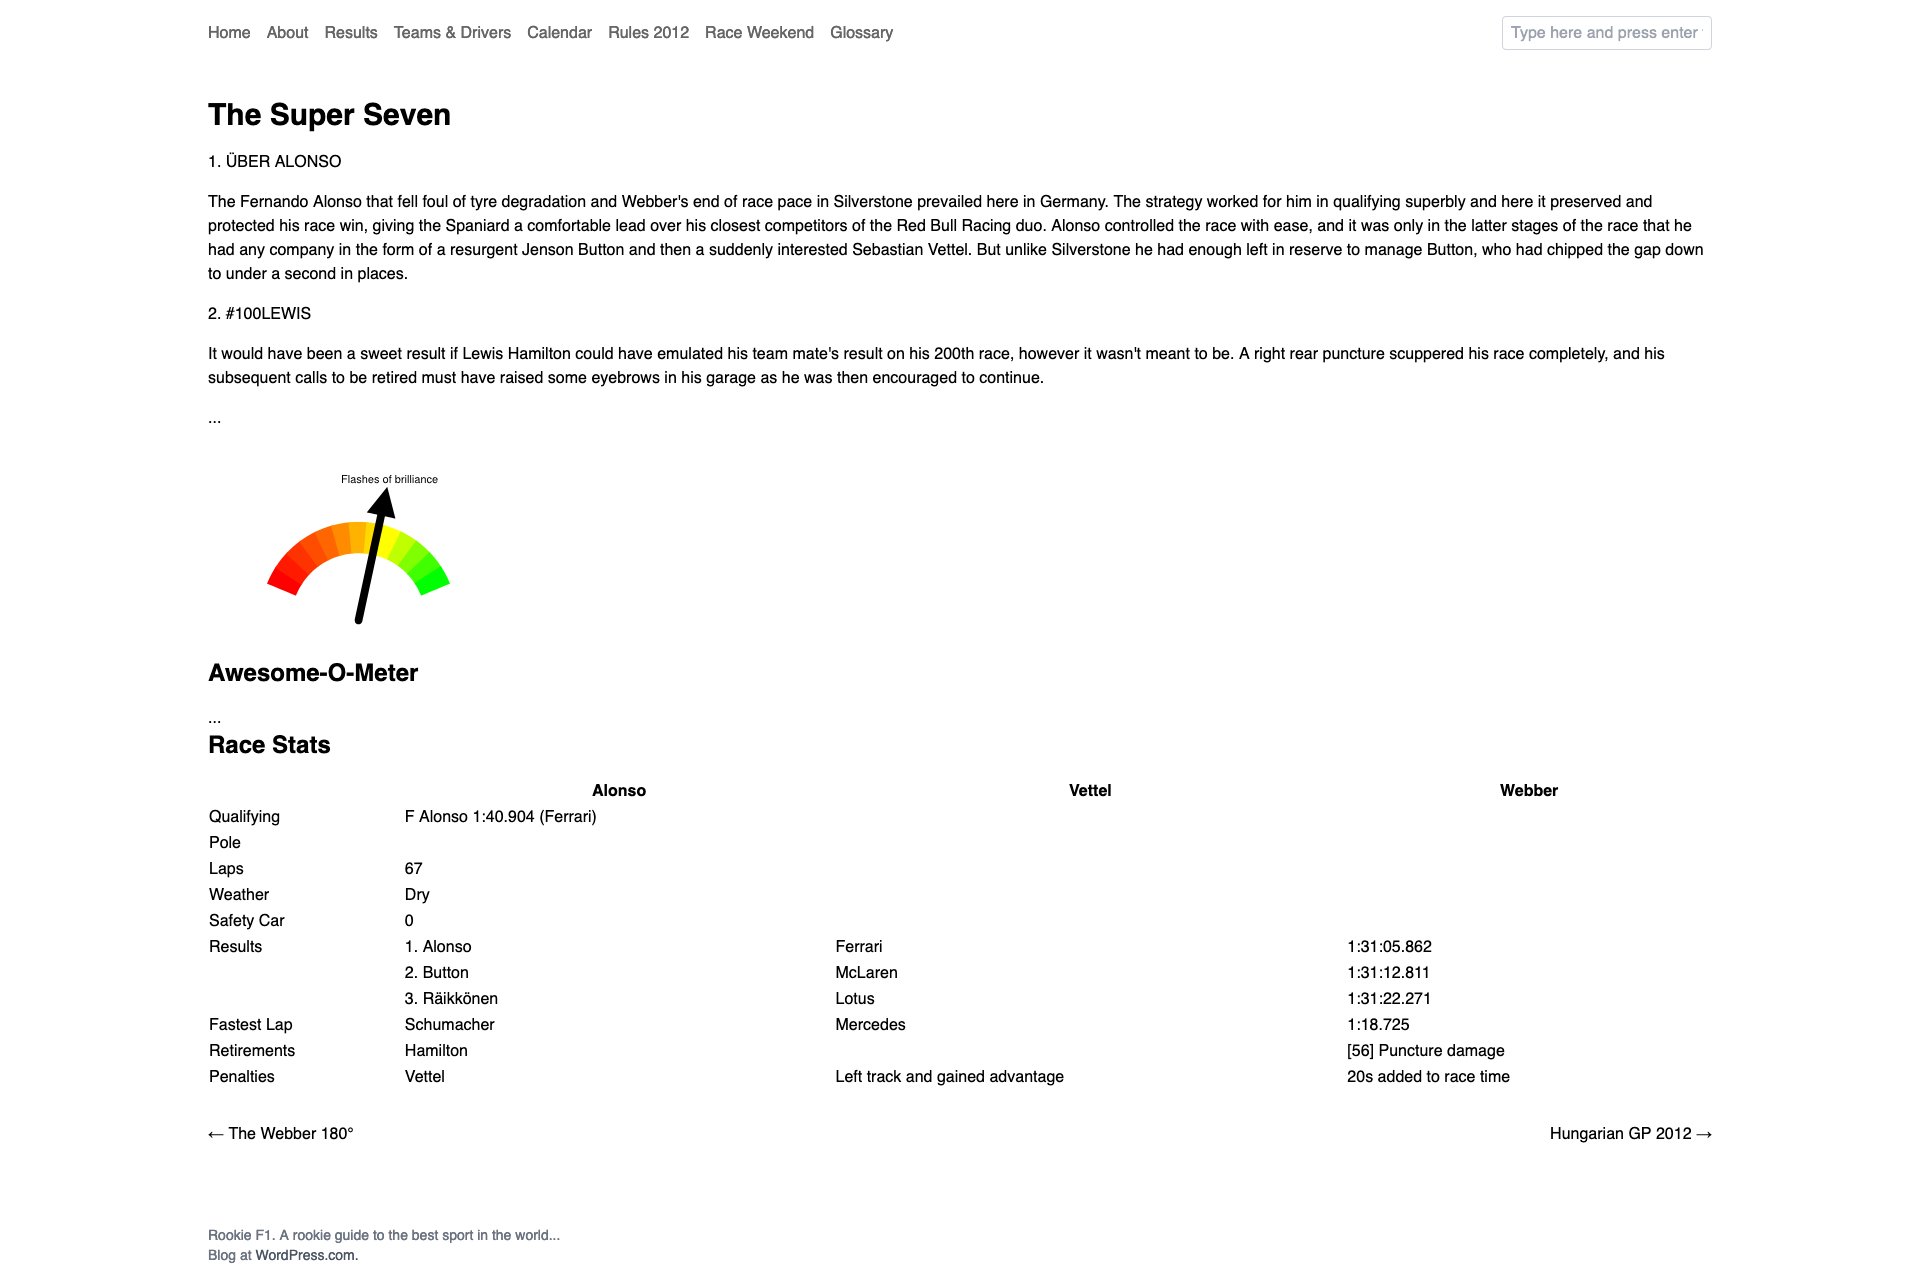 Home About Results Teams & Drivers Calendar Rules 2012 Race Weekend Glossary Type here and press enter
The Super Seven
1. ÜBER ALONSO
The Fernando Alonso that fell foul of tyre degradation and Webber's end of race pace in Silverstone prevailed here in Germany. The strategy worked for him in qualifying superbly and here it preserved and
protected his race win, giving the Spaniard a comfortable lead over his closest competitors of the Red Bull Racing duo. Alonso controlled the race with ease, and it was only in the latter stages of the race that he
had any company in the form of a resurgent Jenson Button and then a suddenly interested Sebastian Vettel. But unlike Silverstone he had enough left in reserve to manage Button, who had chipped the gap down
to under a second in places.
2. #100LEWIS
It would have been a sweet result if Lewis Hamilton could have emulated his team mate's result on his 200th race, however it wasn't meant to be. A right rear puncture scuppered his race completely, and his
subsequent calls to be retired must have raised some eyebrows in his garage as he was then encouraged to continue.
...
Flashes of brilliance
Awesome-O-Meter
...
Race Stats
Alonso Vettel Webber
Qualifying F Alonso 1:40.904 (Ferrari)
Pole
Laps 67
Weather Dry
Safety Car 0
Results 1. Alonso Ferrari 1:31:05.862
2. Button McLaren 1:31:12.811
3. Räikkönen Lotus 1:31:22.271
Fastest Lap Schumacher Mercedes 1:18.725
Retirements Hamilton [56] Puncture damage
Penalties Vettel Left track and gained advantage 20s added to race time
← The Webber 180° Hungarian GP 2012 →
Rookie F1. A rookie guide to the best sport in the world...
Blog at WordPress.com.